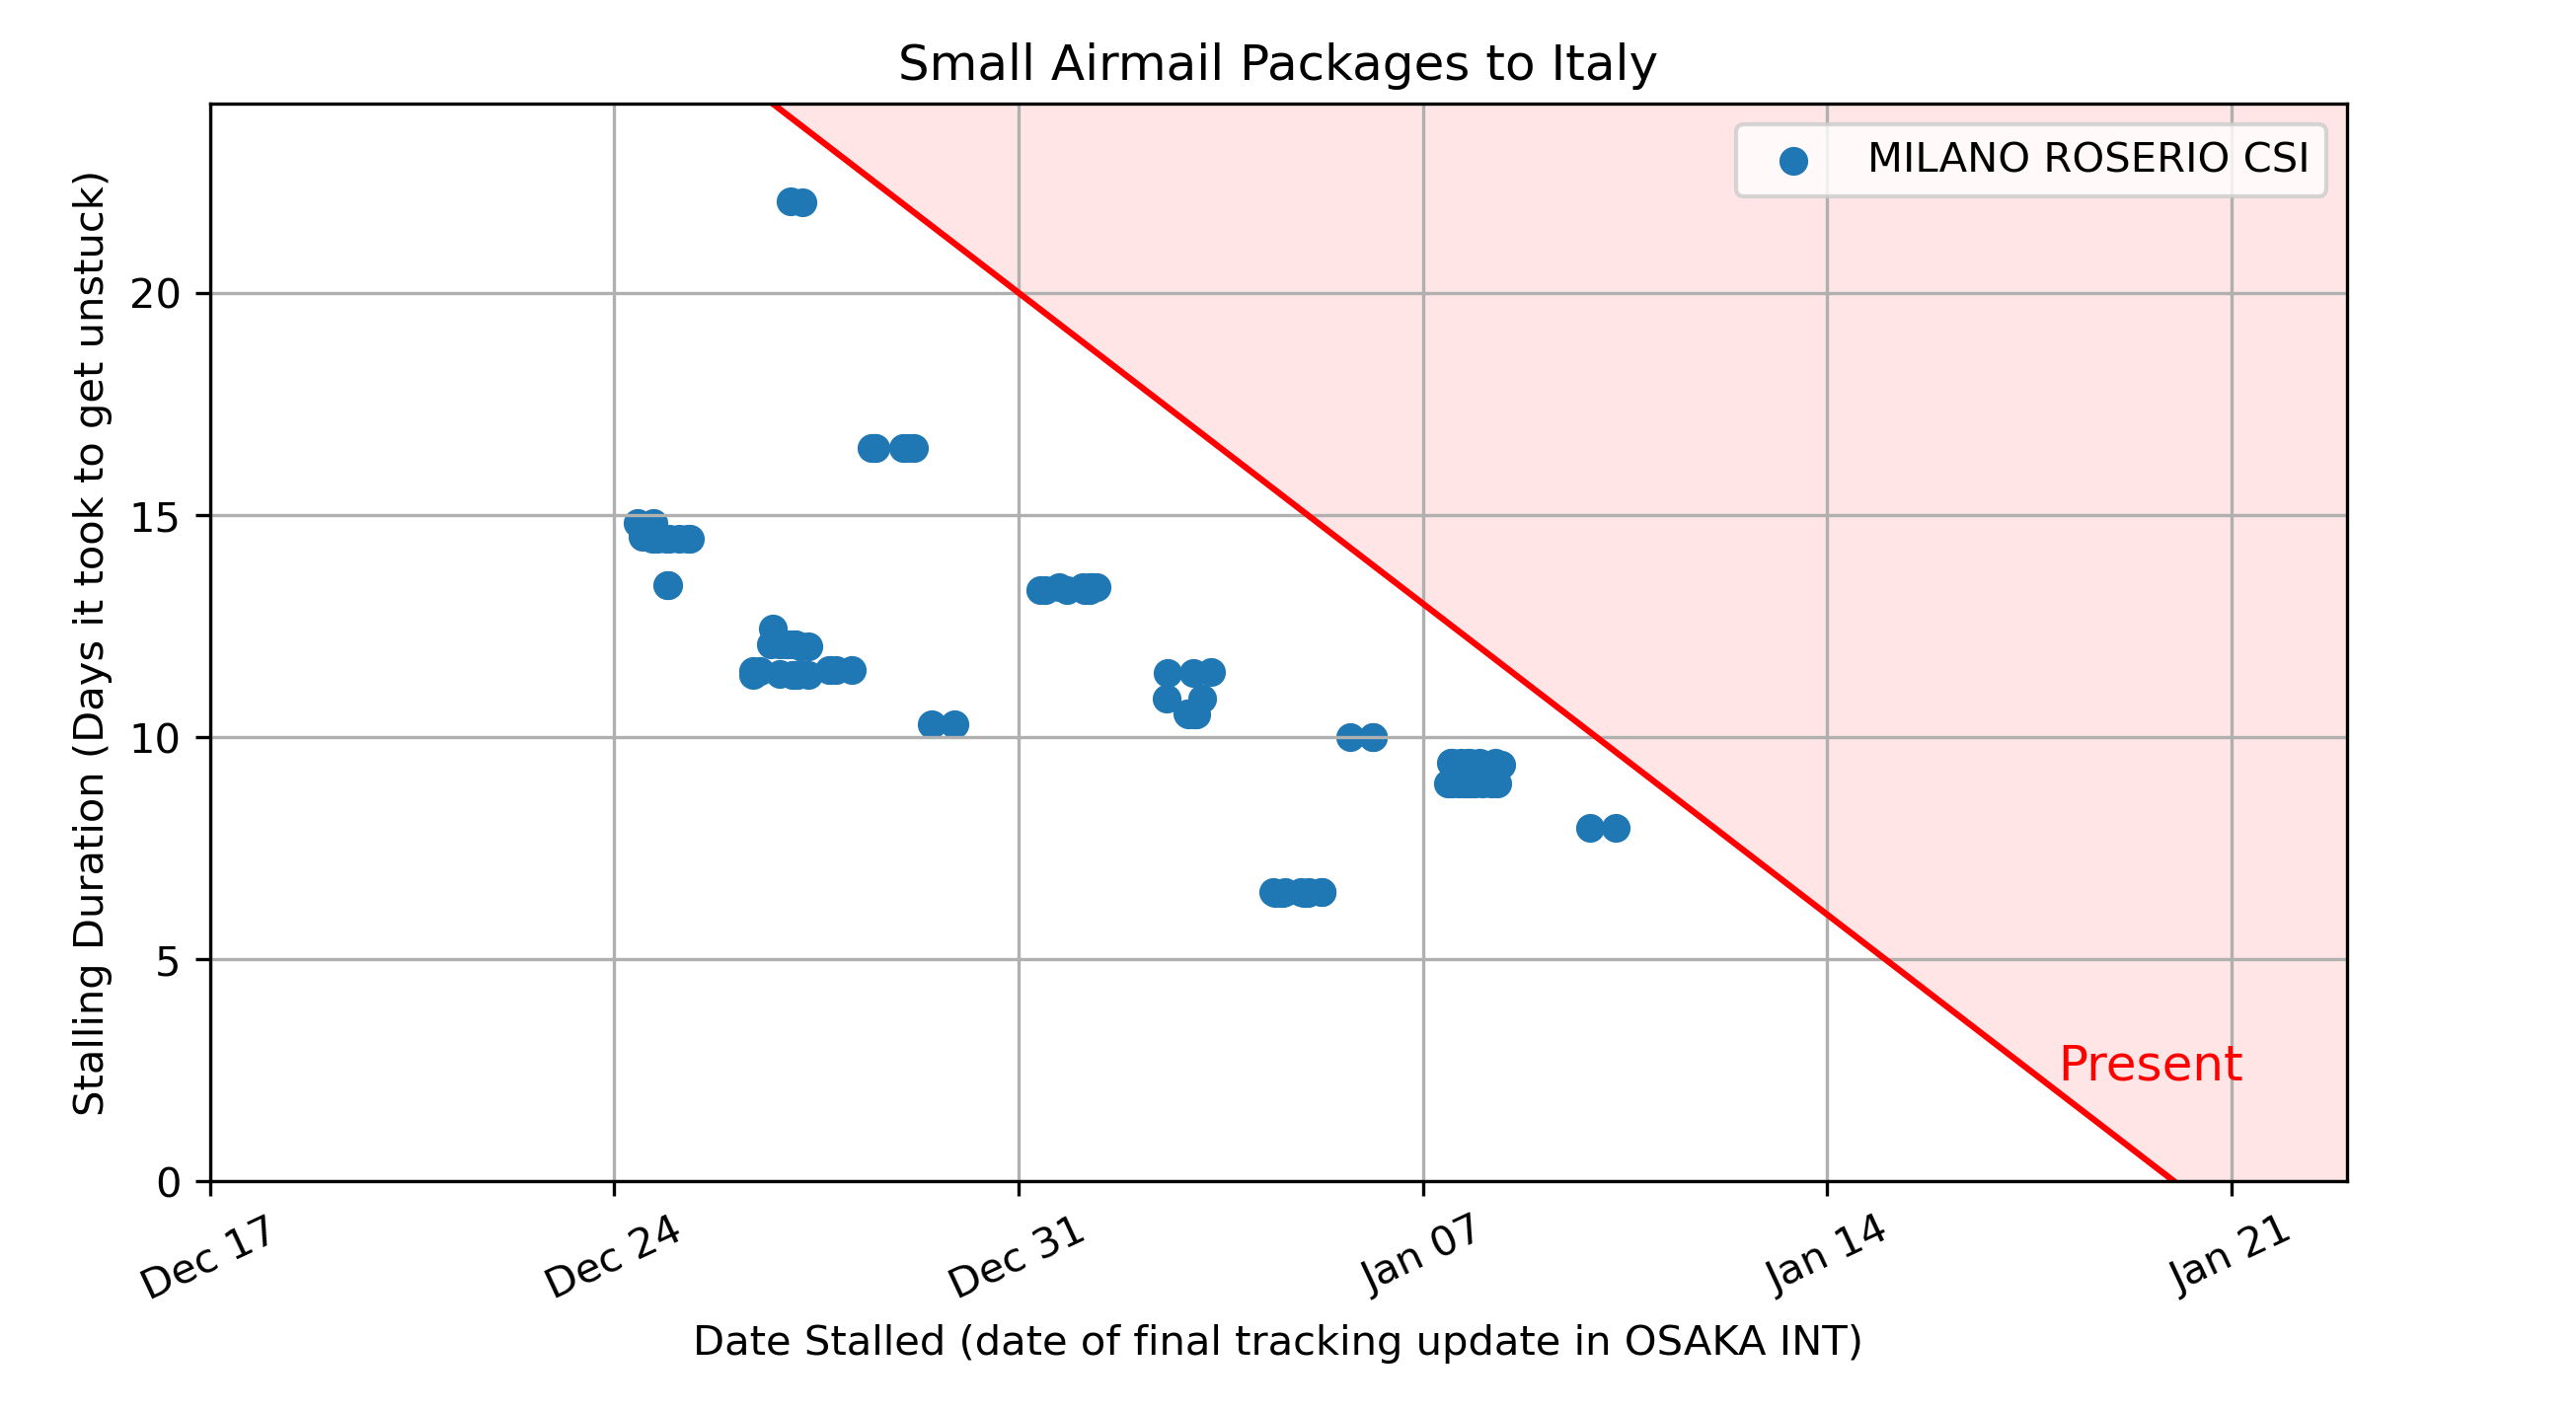 Small Airmail Packages to Italy
MILANO ROSERIO CSI
Stalling Duration (Days it took to get unstuck)
20
15
10
5
0
Present
Dec 17
Dec 24
Dec 31
Jan 07
Jan 14
Jan 21
Date Stalled (date of final tracking update in OSAKA INT)